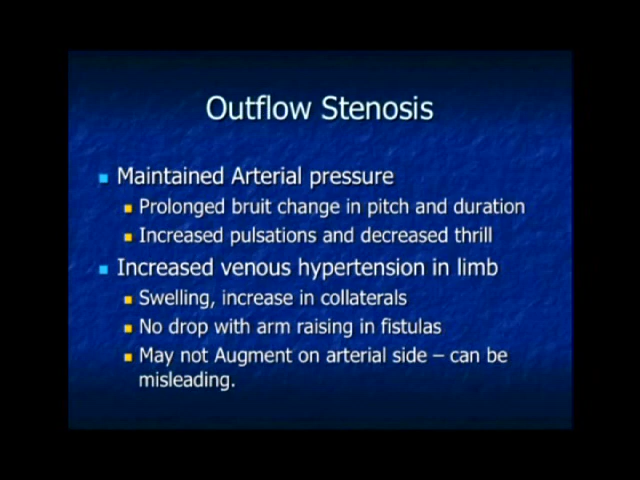 Outflow Stenosis
Maintained Arterial pressure
Prolonged bruit change in pitch and duration
Increased pulsations and decreased thrill
Increased venous hypertension in limb
Swelling, increase in collaterals
No drop with arm raising in fistulas
May not Augment on arterial side – can be
misleading.